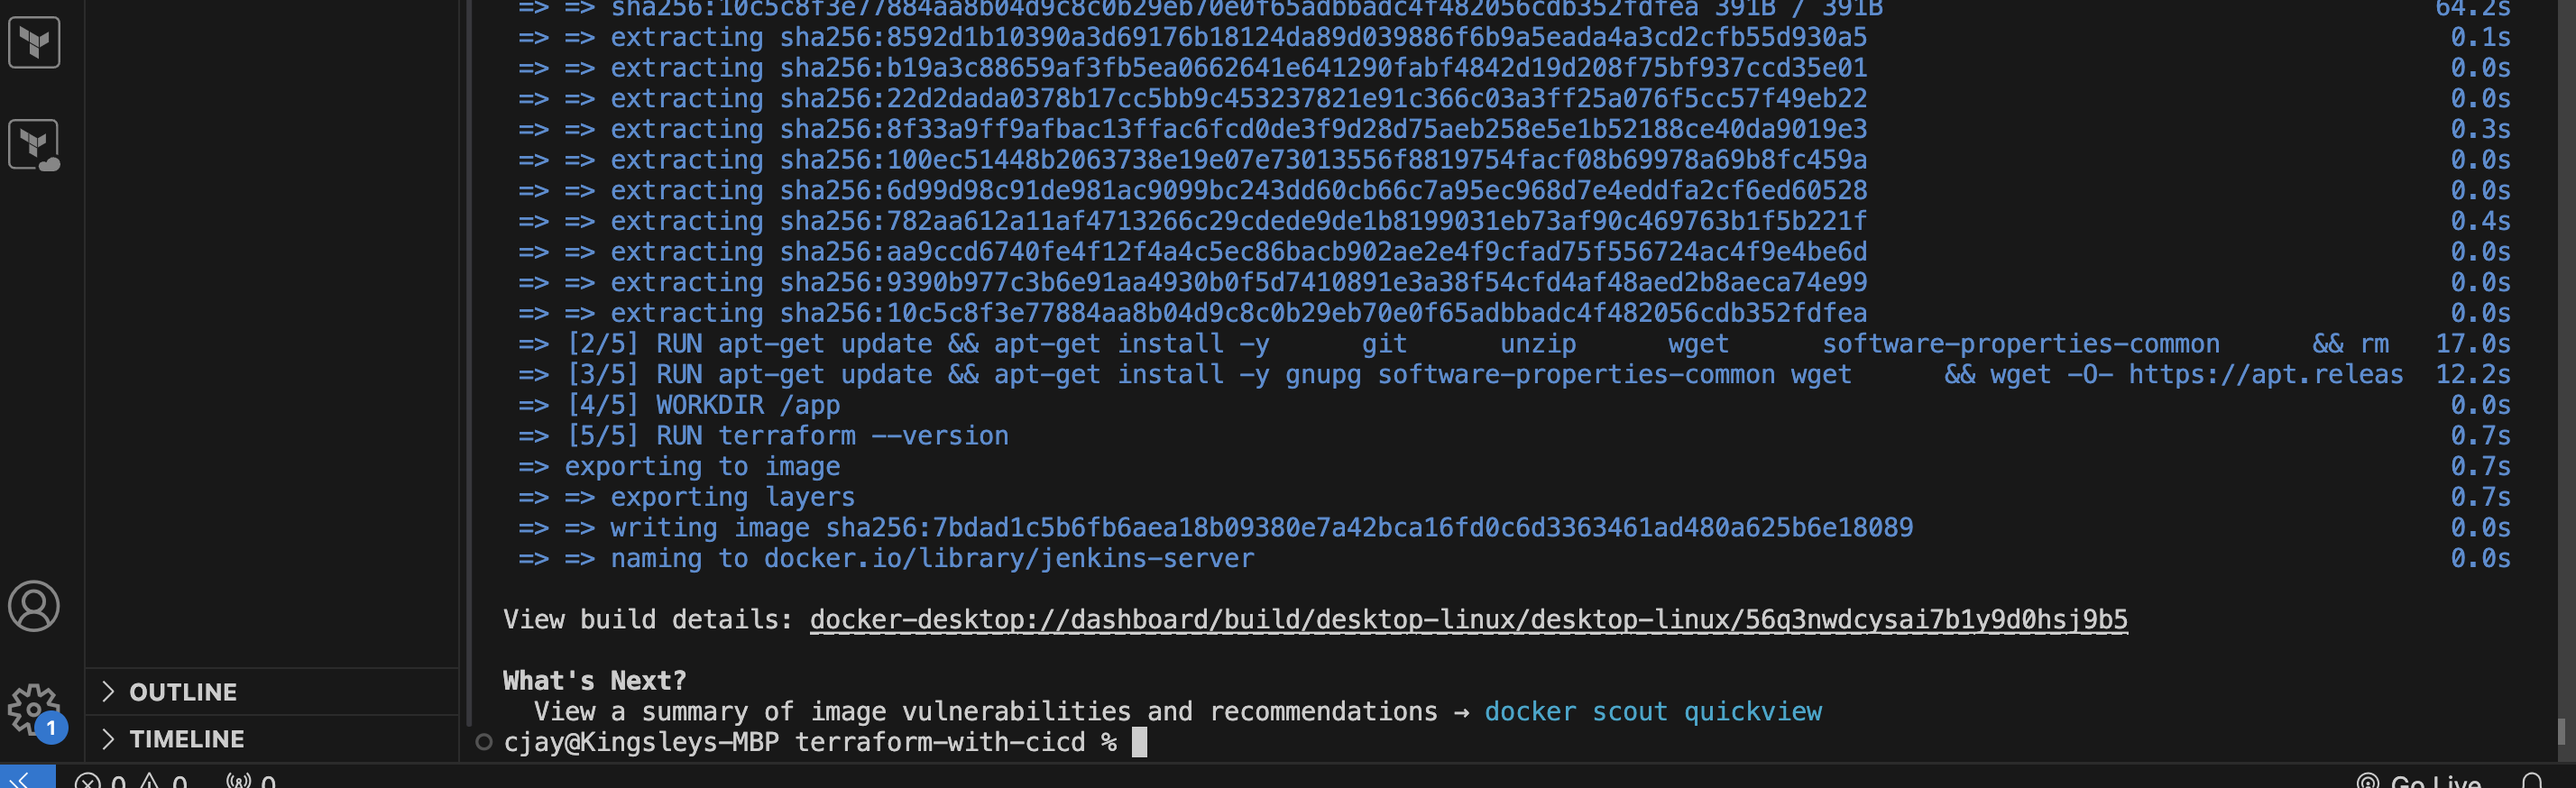 => => sha256:10c5c8f3e77884aa8b04d9c8c0b29eb70e0f65adbbadc4f482056cdb352fdfea 391B / 391B 64.2s
=> => extracting sha256:8592d1b10390a3d69176b18124da89d039886f6b9a5eada4a3cd2cfb55d930a5 0.1s
=> => extracting sha256:b19a3c88659af3fb5ea0662641e641290fabf4842d19d208f75bf937ccd35e01 0.0s
=> => extracting sha256:22d2dada0378b17cc5bb9c453237821e91c366c03a3ff25a076f5cc57f49eb22 0.0s
=> => extracting sha256:8f33a9ff9afbac13ffac6fcd0de3f9d28d75aeb258e5e1b52188ce40da9019e3 0.3s
=> => extracting sha256:100ec51448b2063738e19e07e73013556f8819754facf08b69978a69b8fc459a 0.0s
=> => extracting sha256:6d99d98c91de981ac9099bc243dd60cb66c7a95ec968d7e4eddfa2cf6ed60528 0.0s
=> => extracting sha256:782aa612a11af4713266c29cdede9de1b8199031eb73af90c469763b1f5b221f 0.4s
=> => extracting sha256:aa9ccd6740fe4f12f4a4c5ec86bacb902ae2e4f9cfad75f556724ac4f9e4be6d 0.0s
=> => extracting sha256:9390b977c3b6e91aa4930b0f5d7410891e3a38f54cfd4af48aed2b8aeca74e99 0.0s
=> => extracting sha256:10c5c8f3e77884aa8b04d9c8c0b29eb70e0f65adbbadc4f482056cdb352fdfea 0.0s
=> [2/5] RUN apt-get update && apt-get install -y git unzip wget software-properties-common && rm 17.0s
=> [3/5] RUN apt-get update && apt-get install -y gnupg software-properties-common wget && wget -O- https://apt.releas 12.2s
=> [4/5] WORKDIR /app 0.0s
=> [5/5] RUN terraform --version 0.7s
=> exporting to image 0.7s
=> => exporting layers 0.7s
=> => writing image sha256:7bdad1c5b6fb6aea18b09380e7a42bca16fd0c6d3363461ad480a625b6e18089 0.0s
=> => naming to docker.io/library/jenkins-server 0.0s
View build details: docker-desktop://dashboard/build/desktop-linux/desktop-linux/56q3nwdcysai7b1y9d0hsj9b5
What's Next?
View a summary of image vulnerabilities and recommendations → docker scout quickview
cjay@Kingsleys-MBP terraform-with-cicd %
OUTLINE
TIMELINE
1
0 0 0
Go Live